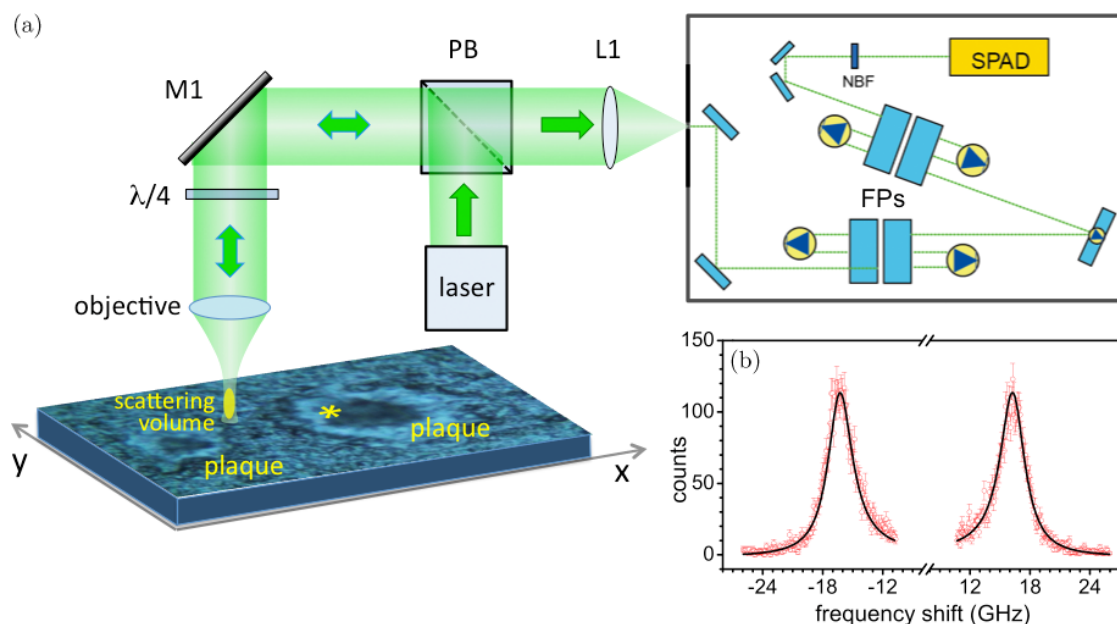 (a)
PB
L1
M1
λ/4
objective
laser
scattering
volume
*
plaque
plaque
y
x
SPAD
NBF
FPs
(b)
150
100
50
0
counts
-24
-18
-12
12
18
24
frequency shift (GHz)